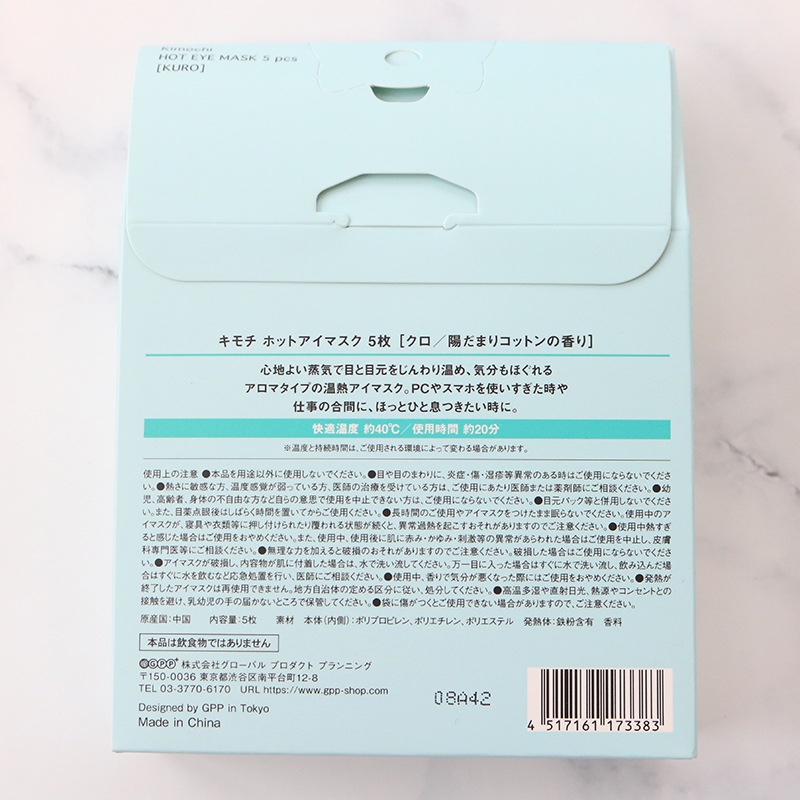 Kimochi
HOT EYE MASK 5 pcs
[KURO]
キモチ ホットアイマスク 5枚 [クロ／陽だまりコットンの香り]
心地よい蒸気で目と目元をじんわり温め、気分もほぐれる
アロマタイプの温熱アイマスク。PCやスマホを使いすぎた時や
仕事の合間に、ほっとひと息つきたい時に。
快適温度 約40℃／使用時間 約20分
※温度と持続時間は、ご使用される環境によって変わる場合があります。
使用上の注意 ●本品を用途以外に使用しないでください。●目や目のまわりに、炎症・傷・湿疹等異常のある時はご使用にならないでくださ
い。●熱さに敏感な方、温度感覚が弱っている方、医師の治療を受けている方は、ご使用にあたり医師または薬剤師にご相談ください。●幼
児、高齢者、身体の不自由な方など自らの意思で使用を中止できない方は、ご使用にならないでください。●目元パック等と併用しないでくださ
い。また、目薬点眼後はしばらく時間を置いてからご使用ください。●長時間のご使用やアイマスクをつけたまま眠らないでください。使用中のア
イマスクが、寝具や衣類等に押し付けられたり覆われる状態が続くと、異常過熱を起こすおそれがありますのでご注意ください。●使用中熱すぎ
ると感じた場合はご使用をおやめください。また、使用中、使用後に肌に赤み・かゆみ・刺激等の異常があらわれた場合はご使用を中止し、皮膚
科専門医等にご相談ください。●無理な力を加えると破損のおそれがありますのでご注意ください。破損した場合はご使用にならないでください。
●アイマスクが破損し、内容物が肌に付着した場合は、水で洗い流してください。万一目に入った場合はすぐに水で洗い流し、飲み込んだ場
合はすぐに水を飲むなど応急処置を行い、医師にご相談ください。●使用中、香りで気分が悪くなった際にはご使用をおやめください。●発熱が
終了したアイマスクは再使用できません。地方自治体の定める区分に従い、処分してください。●高温多湿や直射日光、熱源やコンセントとの
接触を避け、乳幼児の手の届かないところで保管してください。●袋に傷がつくとご使用できない場合がありますので、ご注意ください。
原産国：中国 内容量：5枚 素材 本体（内側）：ポリプロピレン、ポリエチレン、ポリエステル 発熱体：鉄粉含有 香料
本品は飲食物ではありません
GPP 株式会社グローバル プロダクト プランニング
〒150-0036 東京都渋谷区南平台町12-8
TEL 03-3770-6170 URL https://www.gpp-shop.com
08A42
Designed by GPP in Tokyo
Made in China
4 517161 173383